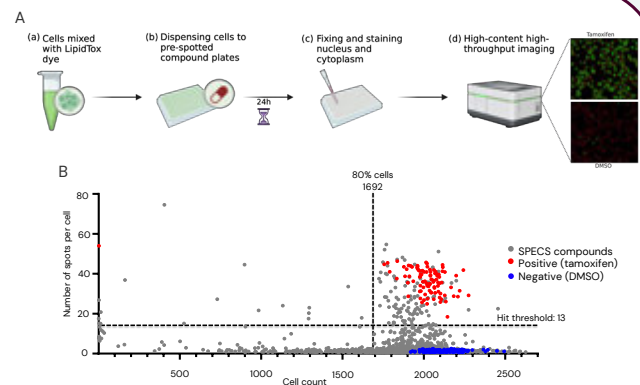 A
(a) Cells mixed
with LipidTox
dye
(b) Dispensing cells to
pre-spotted
compound plates
24h
(c) Fixing and staining
nucleus and
cytoplasm
(d) High-content high-
throughput imaging
Tamoxifen
DMSO
B
80% cells
1692
Number of spots per cell
80
60
40
20
0
500
1000
1500
2000
2500
Cell count
SPECS compounds
Positive (tamoxifen)
Negative (DMSO)
Hit threshold: 13